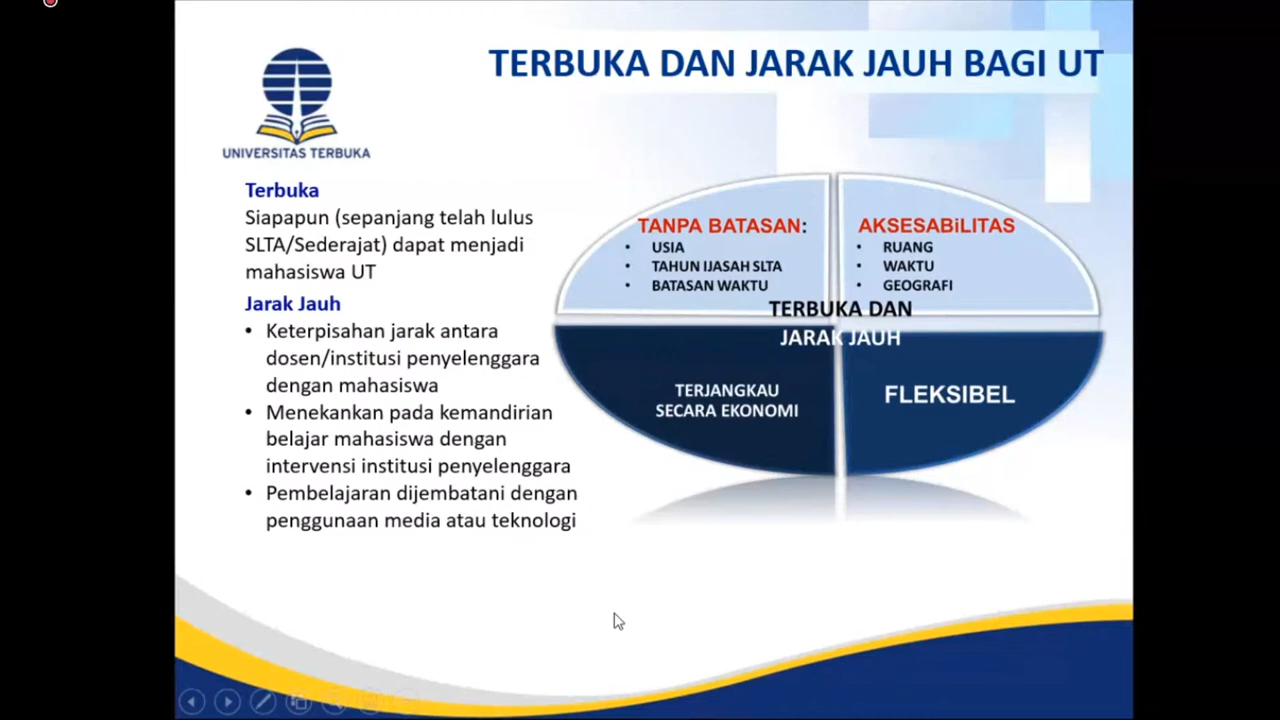 TERBUKA DAN JARAK JAUH BAGI UT
UNIVERSITAS TERBUKA
Terbuka
Siapapun (sepanjang telah lulus
SLTA/Sederajat) dapat menjadi
mahasiswa UT
Jarak Jauh
• Keterpisahan jarak antara
dosen/institusi penyelenggara
dengan mahasiswa
• Menekankan pada kemandirian
belajar mahasiswa dengan
intervensi institusi penyelenggara
• Pembelajaran dijembatani dengan
penggunaan media atau teknologi
TANPA BATASAN:
• USIA
• TAHUN IJASAH SLTA
• BATASAN WAKTU
AKSESABiLITAS
• RUANG
• WAKTU
• GEOGRAFI
TERBUKA DAN
JARAK JAUH
TERJANGKAU
SECARA EKONOMI
FLEKSIBEL